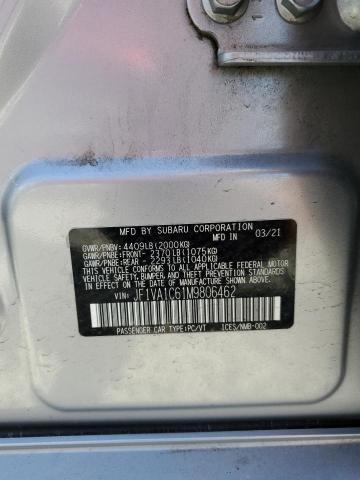 MFD BY SUBARU CORPORATION 03/21
GVWR/PNBV: 4409LB(2000KG)
GAWR/PNBE: FRONT- 2370LB(1075KG)
GAWR/PNBE: REAR - 2293LB(1040KG)
THIS VEHICLE CONFORMS TO ALL APPLICABLE
U.S. FEDERAL MOTOR VEHICLE
SAFETY, BUMPER, AND THEFT PREVENTION
STANDARDS IN EFFECT ON THE DATE OF
MANUFACTURE SHOWN ABOVE.
VIN: JF1VA1C61M9806462
PASSENGER CAR TYPE:PC/VT ICES/NMB-002